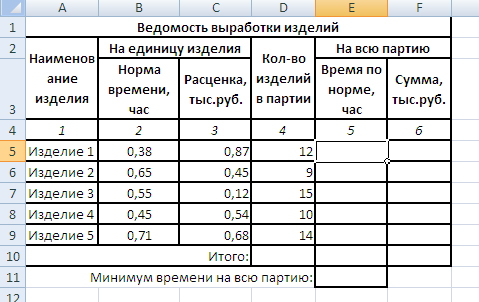 A B C D E F
1 Ведомость выработки изделий
2 Наименов
ание
изделия
На единицу изделия
Кол-во
изделий
в партии
На всю партию
3 Норма
времени,
час
Расценка,
тыс.руб.
Время по
норме,
час
Сумма,
тыс.руб.
4 1 2 3 4 5 6
5 Изделие 1 0,38 0,87 12
6 Изделие 2 0,65 0,45 9
7 Изделие 3 0,55 0,12 15
8 Изделие 4 0,45 0,54 10
9 Изделие 5 0,71 0,68 14
10 Итого:
11 Минимум времени на всю партию:
12